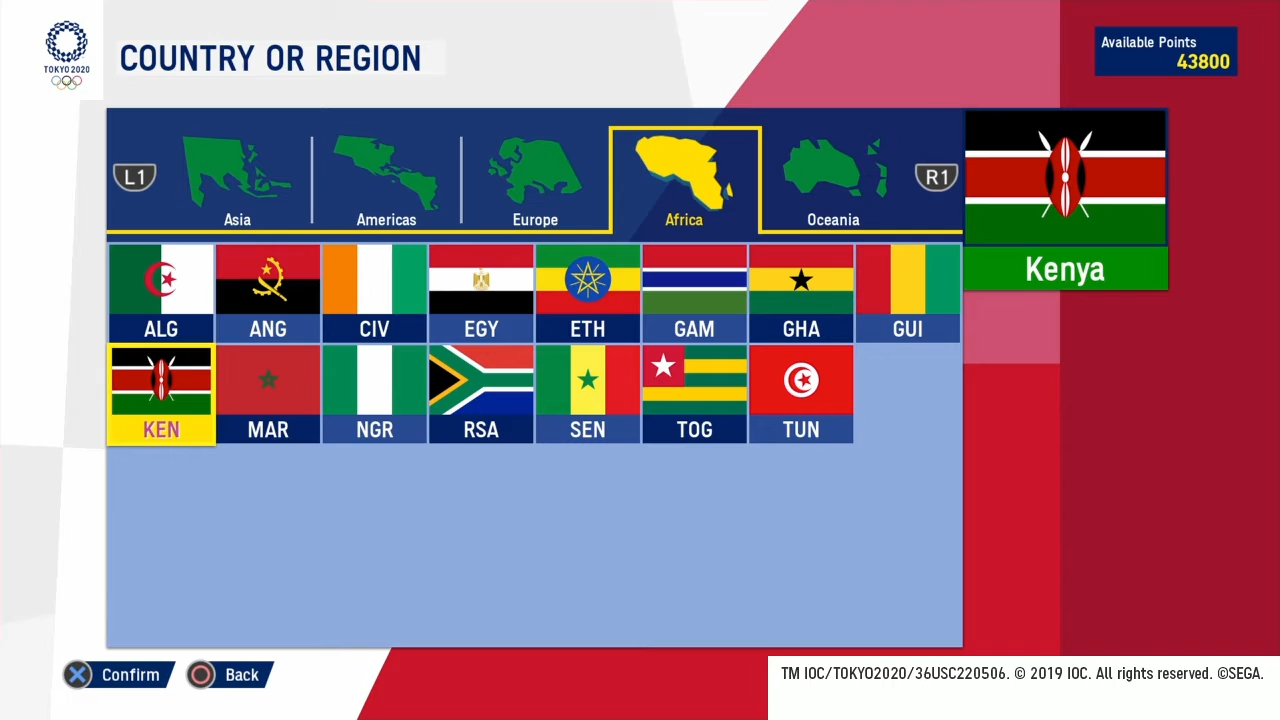 TOKYO 2020
COUNTRY OR REGION
Available Points
43800
L1
Asia
Americas
Europe
Africa
Oceania
R1
Kenya
ALG
ANG
CIV
EGY
ETH
GAM
GHA
GUI
KEN
MAR
NGR
RSA
SEN
TOG
TUN
Confirm
Back
TM IOC/TOKYO2020/36USC220506. © 2019 IOC. All rights reserved. ©SEGA.